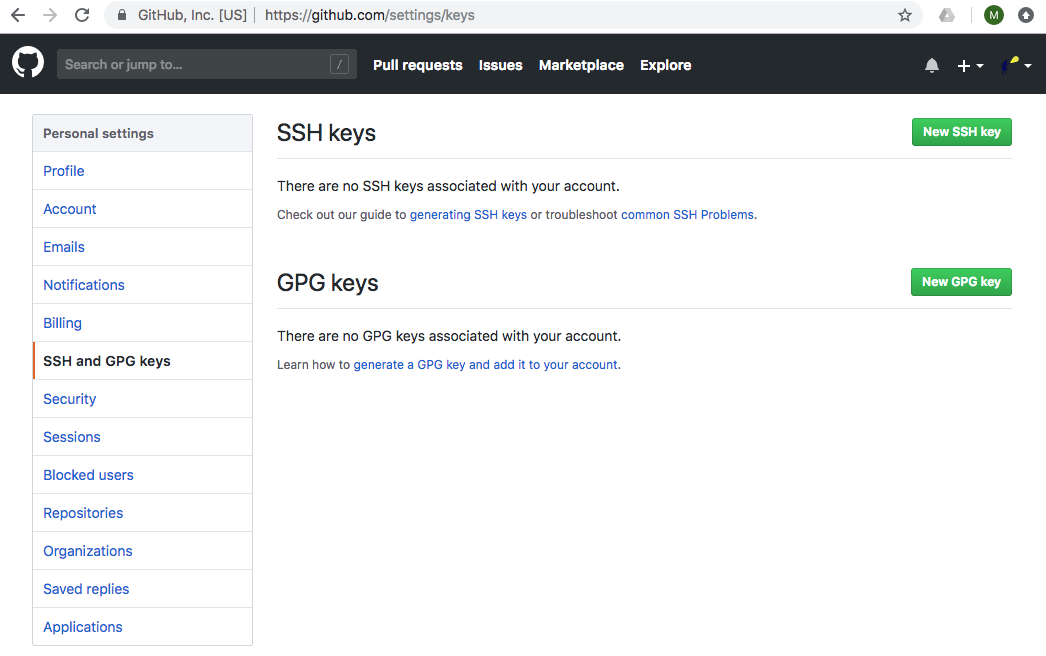 GitHub, Inc. [US] https://github.com/settings/keys M
Search or jump to... / Pull requests Issues Marketplace Explore
Personal settings
Profile
Account
Emails
Notifications
Billing
SSH and GPG keys
Security
Sessions
Blocked users
Repositories
Organizations
Saved replies
Applications
SSH keys New SSH key
There are no SSH keys associated with your account.
Check out our guide to generating SSH keys or troubleshoot common SSH Problems.
GPG keys New GPG key
There are no GPG keys associated with your account.
Learn how to generate a GPG key and add it to your account.